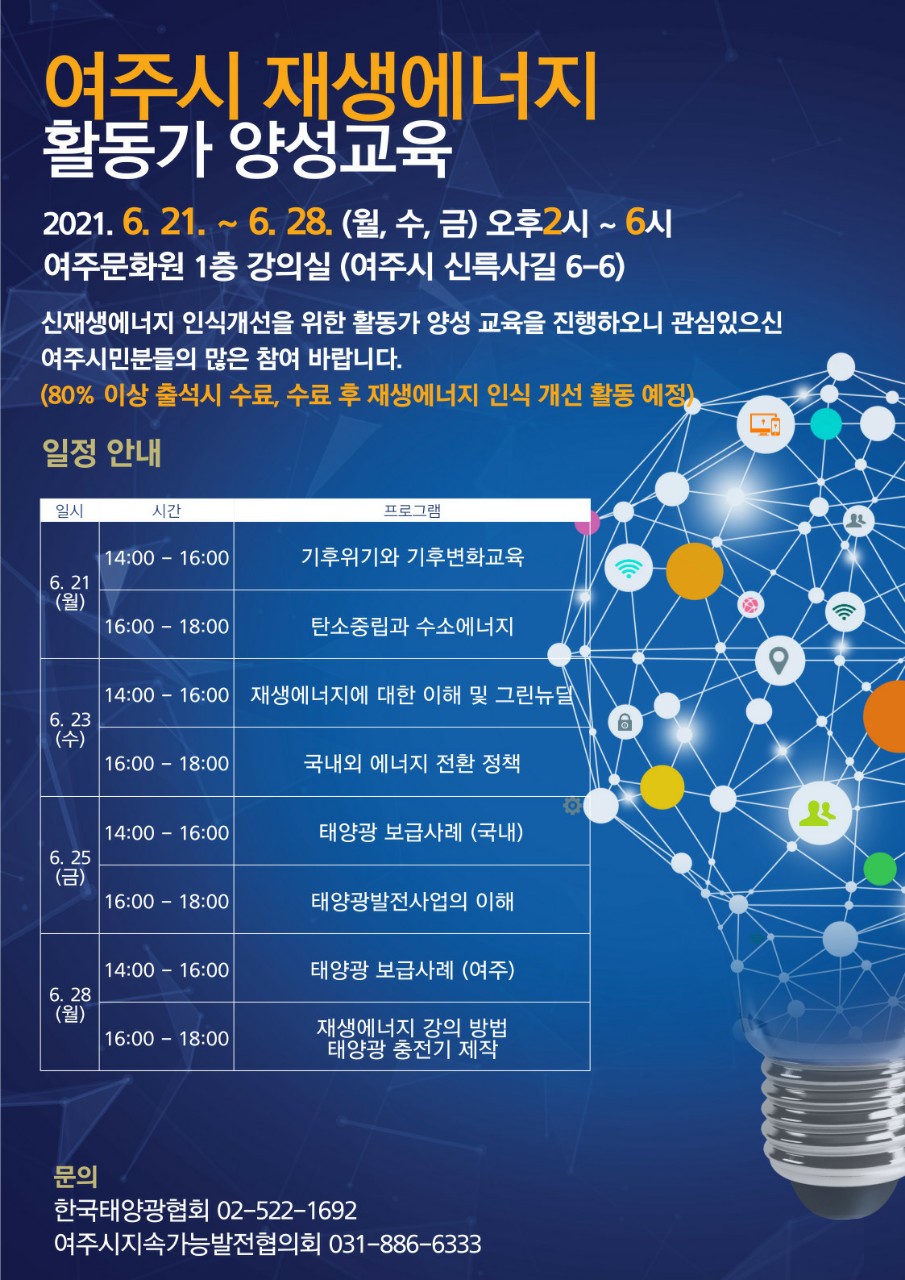 여주시 재생에너지
활동가 양성교육
2021. 6. 21. ~ 6. 28. (월, 수, 금) 오후2시 ~ 6시
여주문화원 1층 강의실 (여주시 신륵사길 6-6)
신재생에너지 인식개선을 위한 활동가 양성 교육을 진행하오니 관심있으신
여주시민분들의 많은 참여 바랍니다.
(80% 이상 출석시 수료, 수료 후 재생에너지 인식 개선 활동 예정)
일정 안내
일시 시간 프로그램
6. 21
(월)
14:00 - 16:00 기후위기와 기후변화교육
16:00 - 18:00 탄소중립과 수소에너지
6. 23
(수)
14:00 - 16:00 재생에너지에 대한 이해 및 그린뉴딜
16:00 - 18:00 국내외 에너지 전환 정책
6. 25
(금)
14:00 - 16:00 태양광 보급사례 (국내)
16:00 - 18:00 태양광발전사업의 이해
6. 28
(월)
14:00 - 16:00 태양광 보급사례 (여주)
16:00 - 18:00 재생에너지 강의 방법
태양광 충전기 제작
문의
한국태양광협회 02-522-1692
여주시지속가능발전협의회 031-886-6333